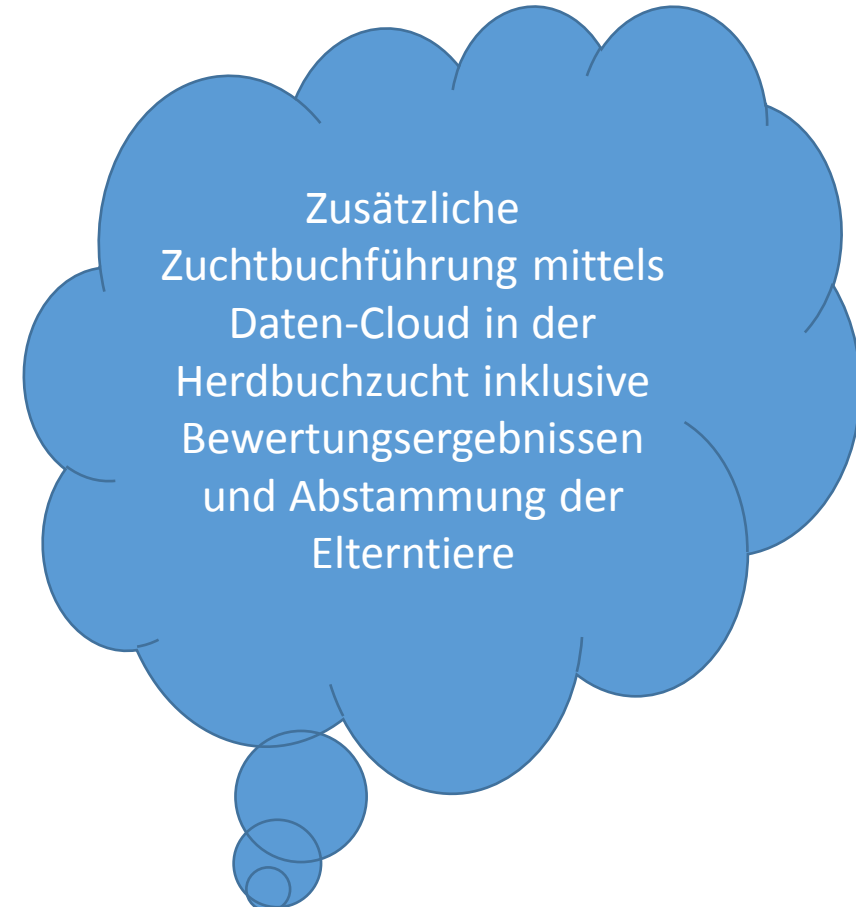 Zusätzliche
Zuchtbuchführung mittels
Daten-Cloud in der
Herdbuchzucht inklusive
Bewertungsergebnissen
und Abstammung der
Elterntiere